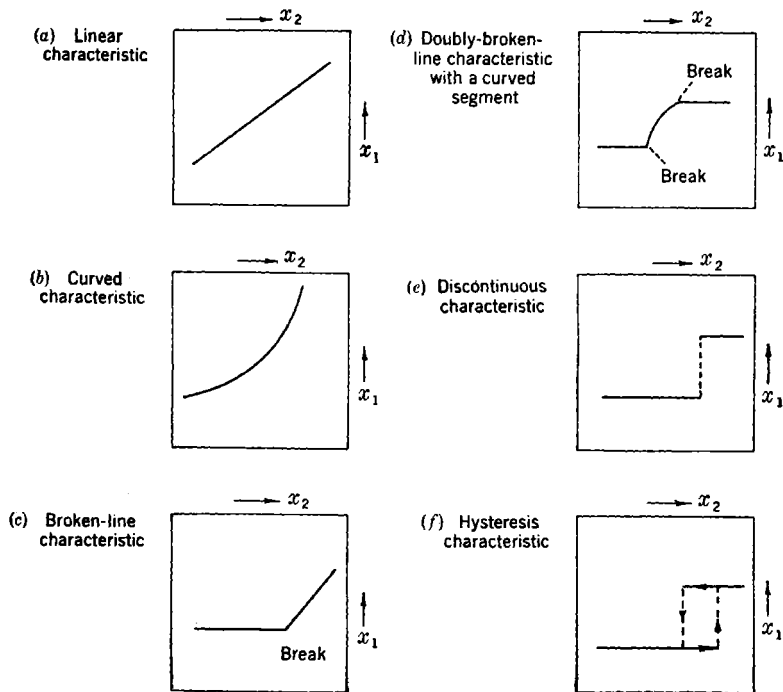 x₂
(a) Linear
characteristic
x₁
x₂
(d) Doubly-broken-
line characteristic
with a curved
segment
Break
Break
x₁
x₂
(b) Curved
characteristic
x₁
x₂
(e) Discontinuous
characteristic
x₁
x₂
(c) Broken-line
characteristic
Break
x₁
x₂
(f) Hysteresis
characteristic
x₁